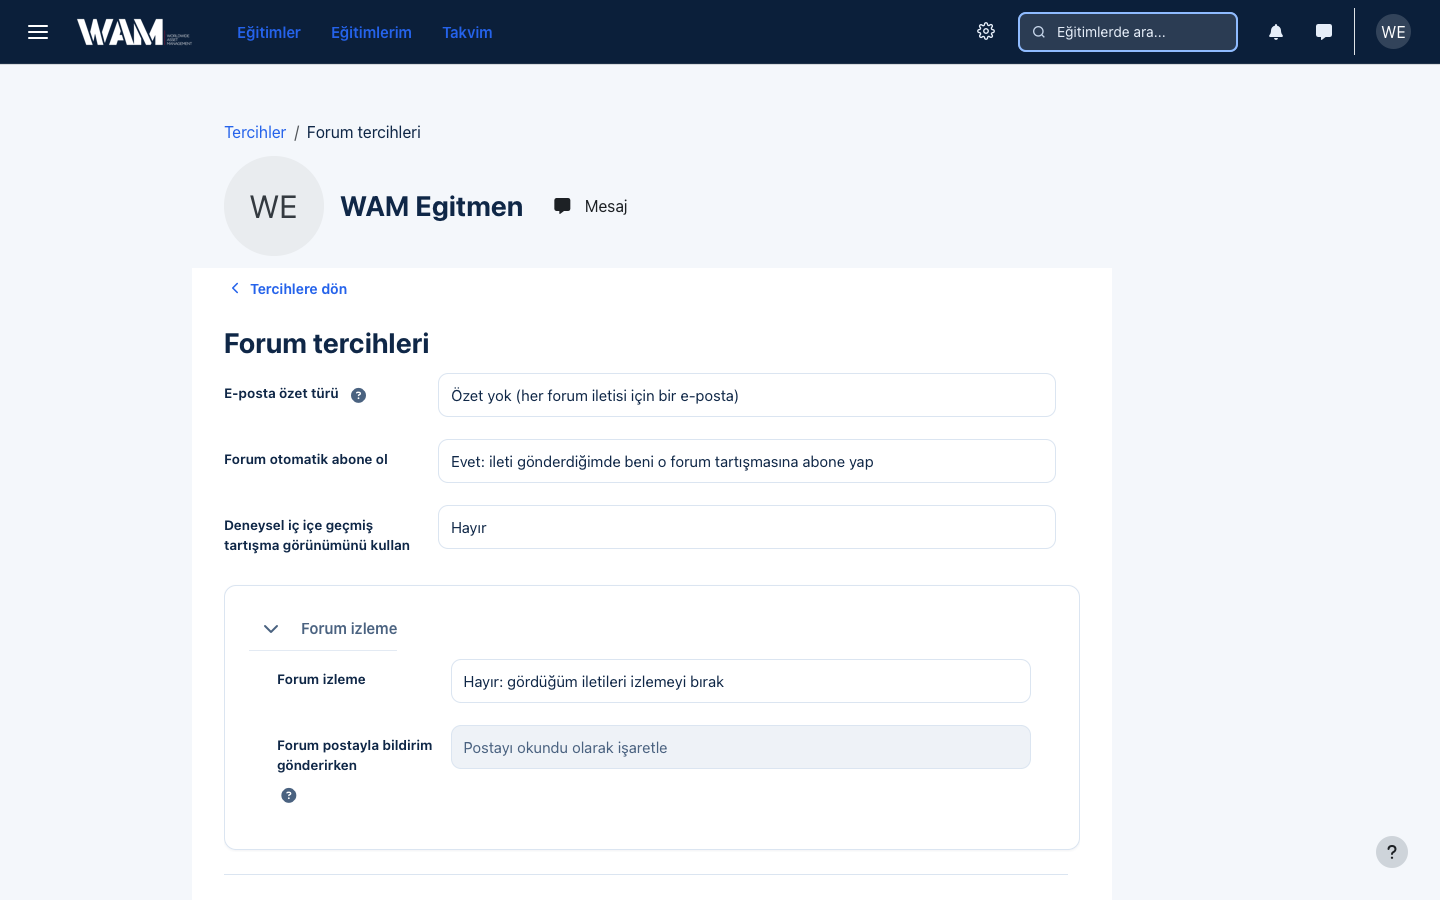 WAM
Eğitimler
Eğitimlerim
Takvim
Eğitimlerde ara...
WE
Tercihler / Forum tercihleri
WE
WAM Egitmen
Mesaj
Tercihlere dön
Forum tercihleri
E-posta özet türü
?
Özet yok (her forum iletisi için bir e-posta)
Forum otomatik abone ol
Evet: ileti gönderdiğimde beni o forum tartışmasına abone yap
Deneysel iç içe geçmiş
tartışma görünümünü kullan
Hayır
Forum izleme
Forum izleme
Hayır: gördüğüm iletileri izlemeyi bırak
Forum postayla bildirim
gönderirken
?
Postayı okundu olarak işaretle
?